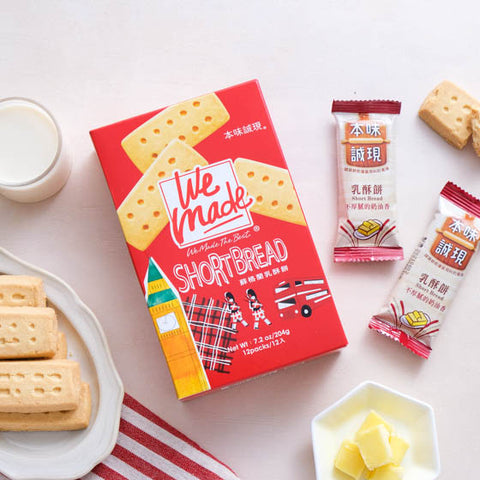 本味誠現®
We
Made®
We Made The Best.
SHORTBREAD
蘇格蘭乳酥餅
Net Wt：7.2 oz/204g
12packs/12入
本味
誠現
乳酥餅
Short Bread
不厚膩的奶油香
本味
誠現
乳酥餅
Short Bread
不厚膩的奶油香